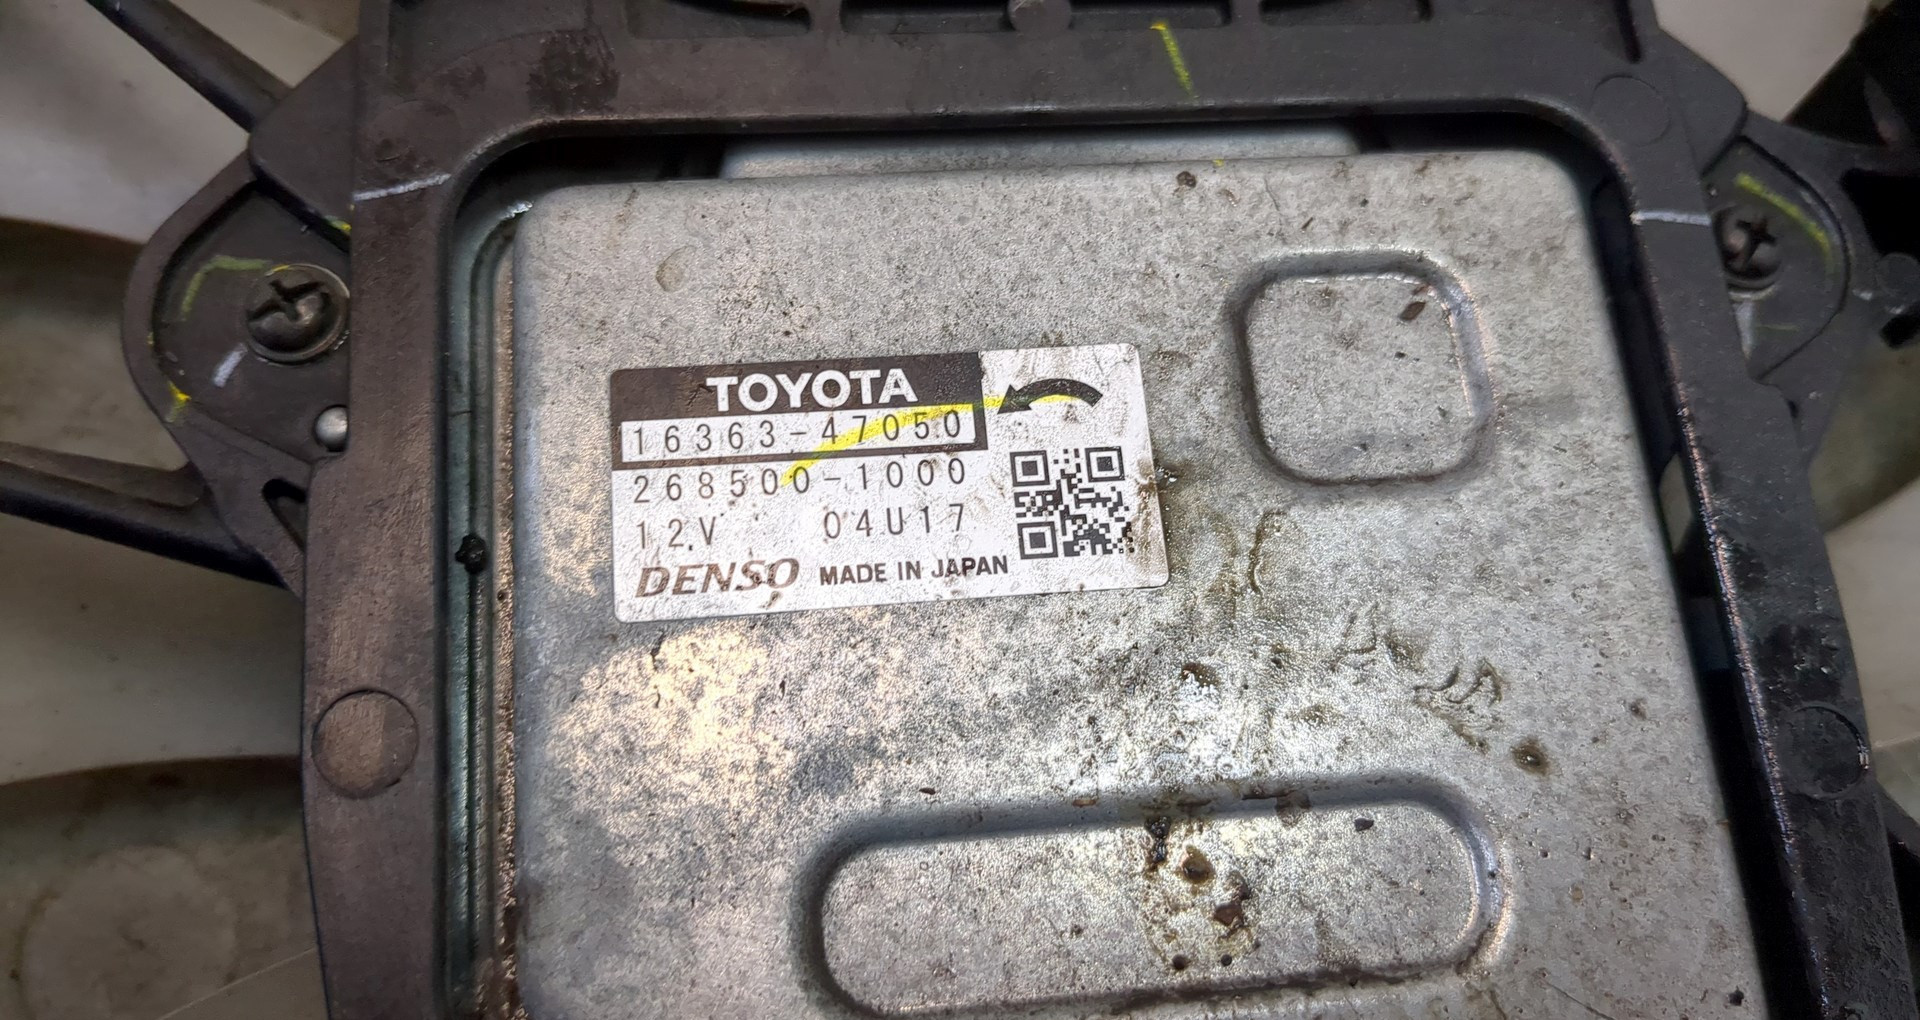 TOYOTA
16363-47050
268500-1000
12V 04U17
DENSO MADE IN JAPAN